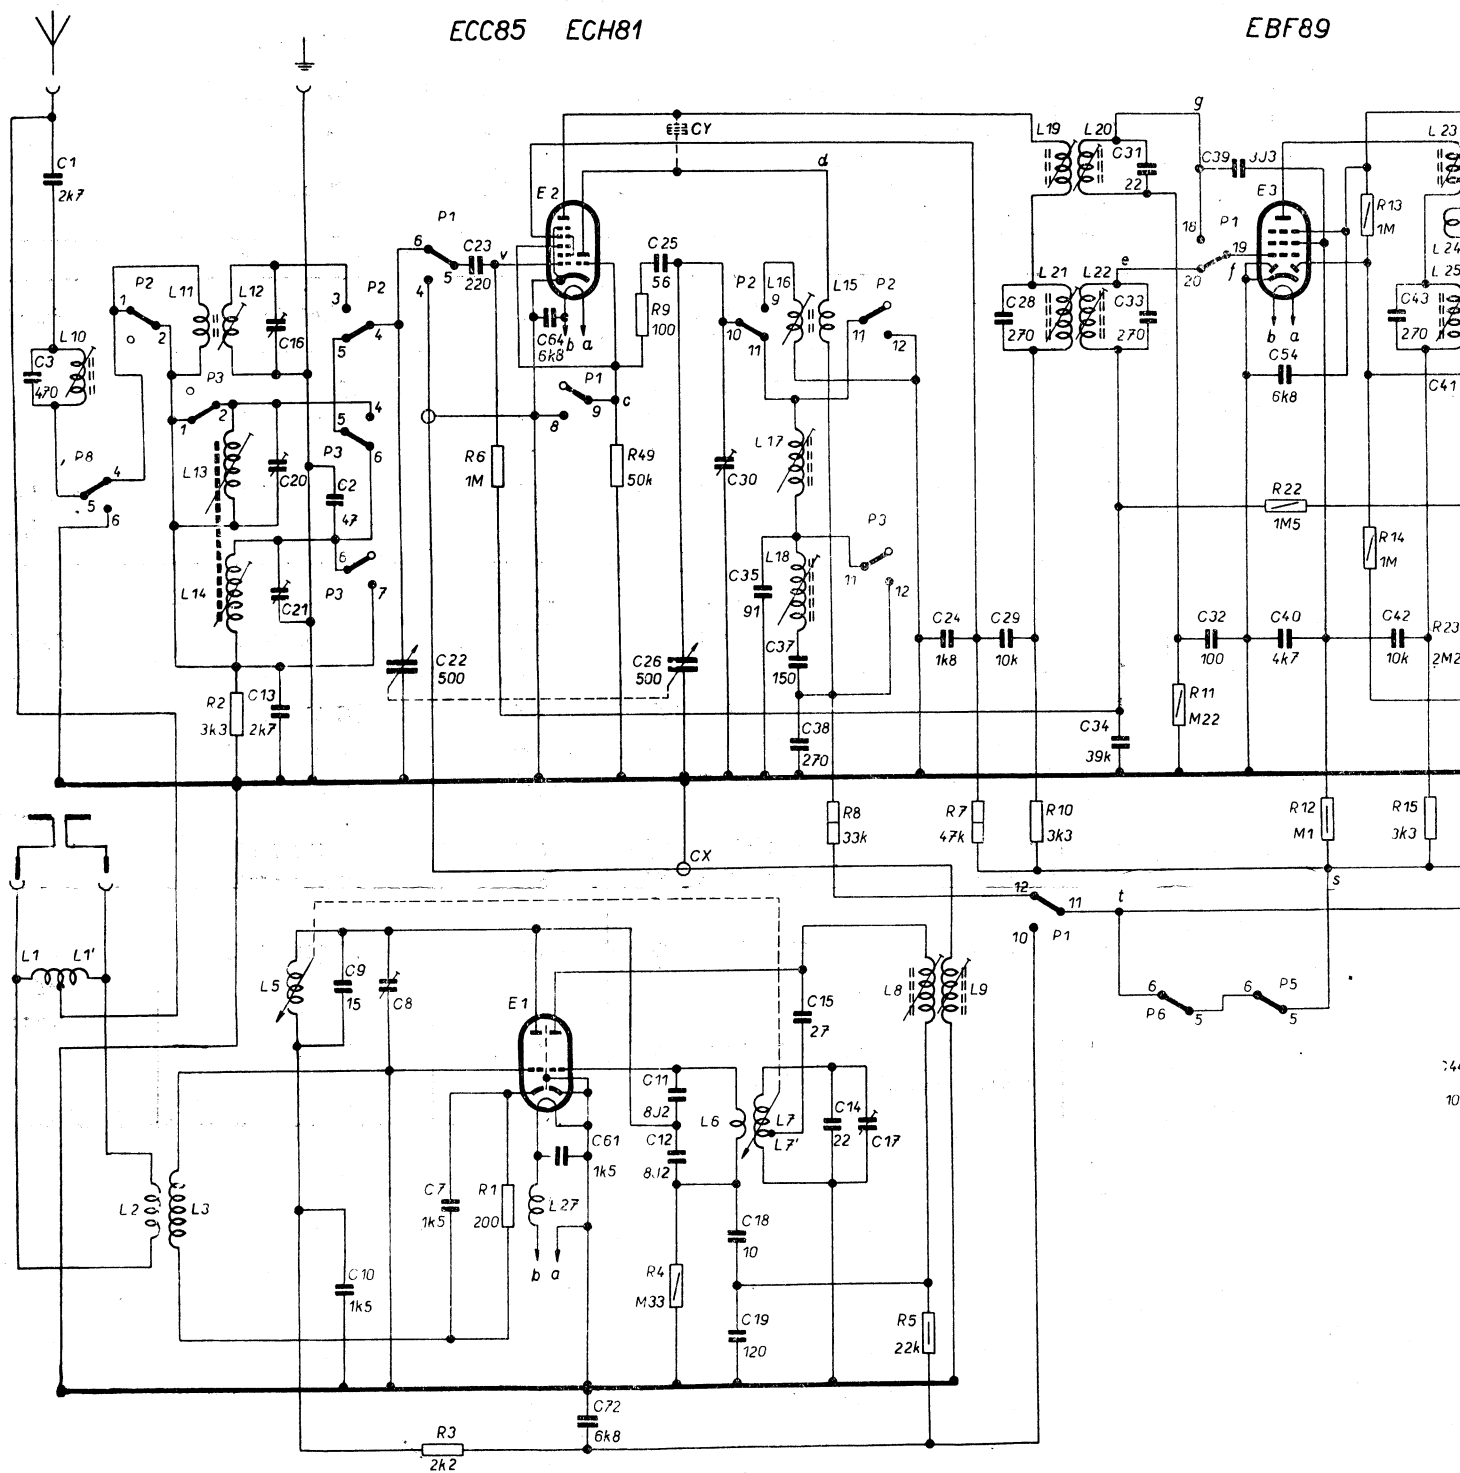 ECC85 ECH81 EBF89
g
CY
L19 L20
C31
22
C39 3J3
L23
C1
2k7
d
E2
E3
R13
1M
P1
18
P1
6
5
C23
220
v
C25
56
4
19
20
f
e
L24
L25
P2
1
2
L11
L12
3
P2
4
5
C16
P2
9
L16
L15
P2
10
11
11
12
L21
L22
C28
270
C33
270
C43
270
R9
100
C64
6k8
b a
b a
C54
6k8
C41
L10
C3
470
P3
1
2
4
5
P3
6
P1
8
9
c
L13
C20
C2
47
R6
1M
R49
50k
C30
L17
R22
1M5
R14
1M
P8
4
5
6
L14
C21
6
P3
7
C35
91
L18
P3
11
12
C37
150
C24
1k8
C29
10k
C32
100
C40
4k7
C42
10k
R23
2M2
R2
3k3
C13
2k7
C22
500
C26
500
C38
270
C34
39k
R11
M22
R8
33k
R7
47k
R10
3k3
R12
M1
R15
3k3
CX
s
12
11
10
P1
t
L1 L1'
L5
C9
15
C8
E1
C15
27
L8
L9
6
P6
5
6
P5
5
C11
8J2
C12
8J2
L6
L7
L7'
C14
22
C17
C61
1k5
10
L2
L3
C7
1k5
R1
200
L27
b a
C18
10
C10
1k5
R4
M33
C19
120
R5
22k
C72
6k8
R3
2k2